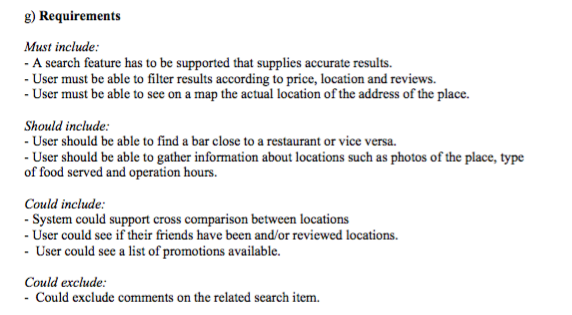 g) Requirements
Must include:
- A search feature has to be supported that supplies accurate results.
- User must be able to filter results according to price, location and reviews.
- User must be able to see on a map the actual location of the address of the place.
Should include:
- User should be able to find a bar close to a restaurant or vice versa.
- User should be able to gather information about locations such as photos of the place, type
of food served and operation hours.
Could include:
- System could support cross comparison between locations
- User could see if their friends have been and/or reviewed locations.
- User could see a list of promotions available.
Could exclude:
- Could exclude comments on the related search item.